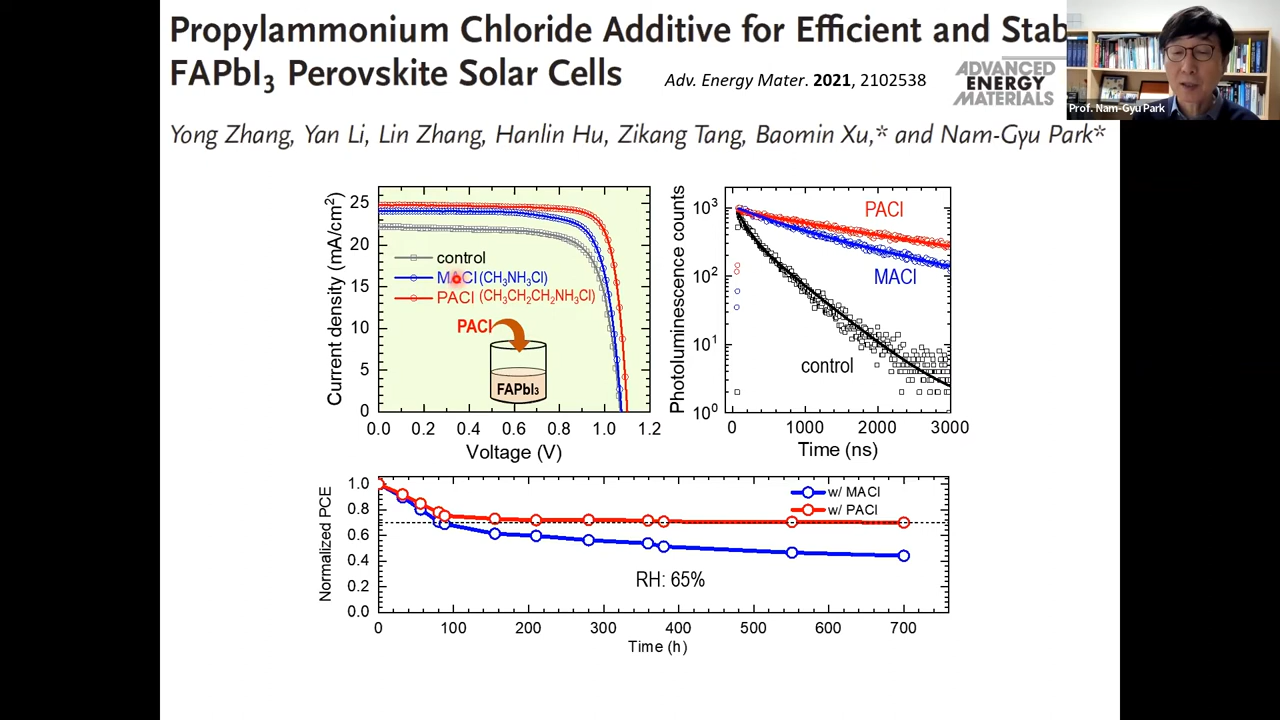 Propylammonium Chloride Additive for Efficient and Stab
FAPbI₃ Perovskite Solar Cells
Adv. Energy Mater. 2021, 2102538
ADVANCED
ENERGY
MATERIALS
Prof. Nam-Gyu Park
Yong Zhang, Yan Li, Lin Zhang, Hanlin Hu, Zikang Tang, Baomin Xu,* and Nam-Gyu Park*
Current density (mA/cm²)
25
20
15
10
5
0
control
MACl (CH₃NH₃Cl)
PACl (CH₃CH₂CH₂NH₃Cl)
PACl
FAPbI₃
0.0 0.2 0.4 0.6 0.8 1.0 1.2
Voltage (V)
Photoluminescence counts
10³
10²
10¹
10⁰
PACl
MACl
control
0 1000 2000 3000
Time (ns)
Normalized PCE
1.0
0.8
0.6
0.4
0.2
0.0
w/ MACl
w/ PACl
RH: 65%
0 100 200 300 400 500 600 700
Time (h)